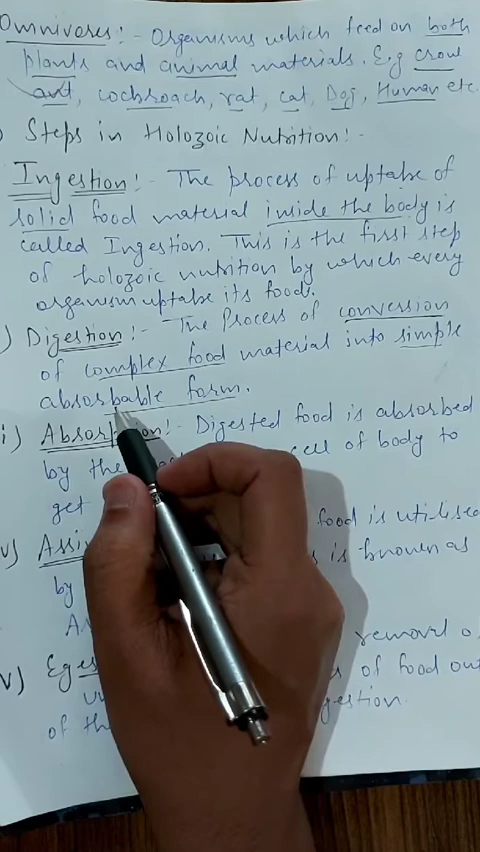 Omnivores:- Organisms which feed on both
plants and animal materials. E.g crow
ant, cochroach, rat, cat, Dog, Human etc.
) Steps in Holozoic Nutrition:-
Ingestion:- The process of uptake of
solid food material inside the body is
called Ingestion. This is the first step
of holozoic nutrition by which every
organism uptake its food.
) Digestion:- The Process of conversion
of complex food material into simple
absorbable form.
i) Absorption:- Digested food is absorbed
by the cell of body to
get
food is utilised
v) is known as
by
removal
v) of food out
of the